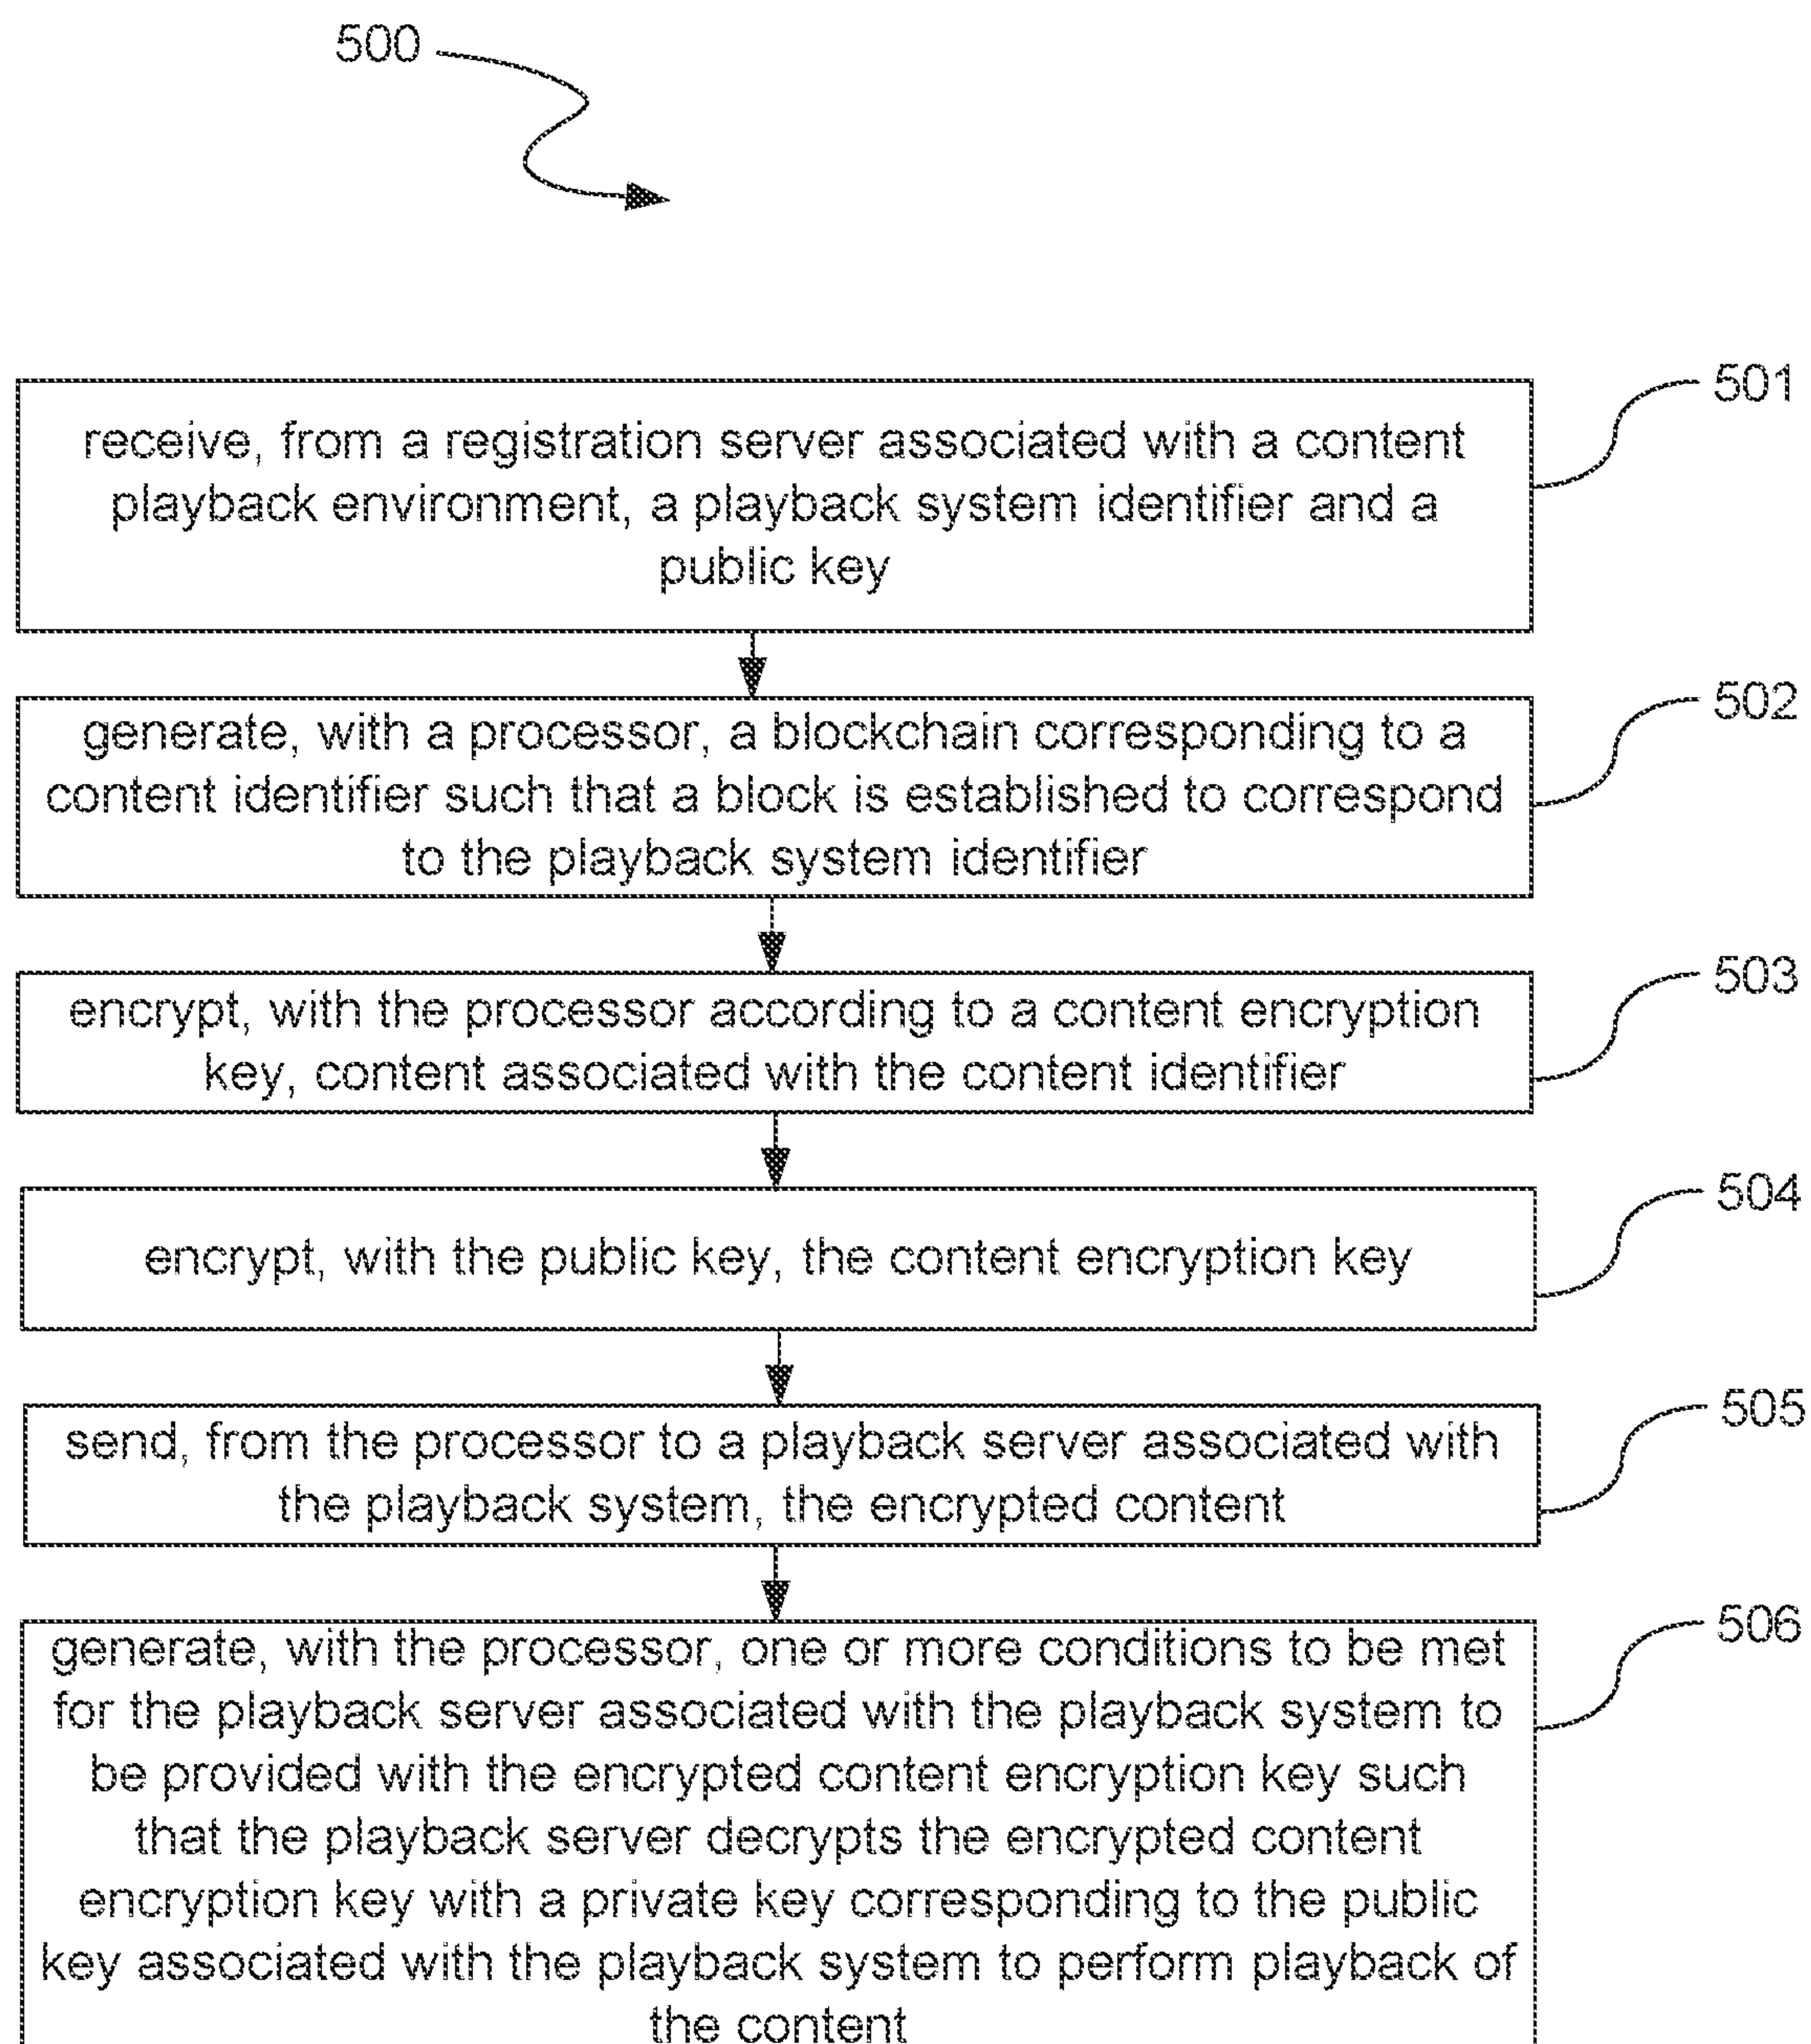 500
501
receive, from a registration server associated with a content
playback environment, a playback system identifier and a
public key
502
generate, with a processor, a blockchain corresponding to a
content identifier such that a block is established to correspond
to the playback system identifier
503
encrypt, with the processor according to a content encryption
key, content associated with the content identifier
504
encrypt, with the public key, the content encryption key
505
send, from the processor to a playback server associated with
the playback system, the encrypted content
506
generate, with the processor, one or more conditions to be met
for the playback server associated with the playback system to
be provided with the encrypted content encryption key such
that the playback server decrypts the encrypted content
encryption key with a private key corresponding to the public
key associated with the playback system to perform playback of
the content